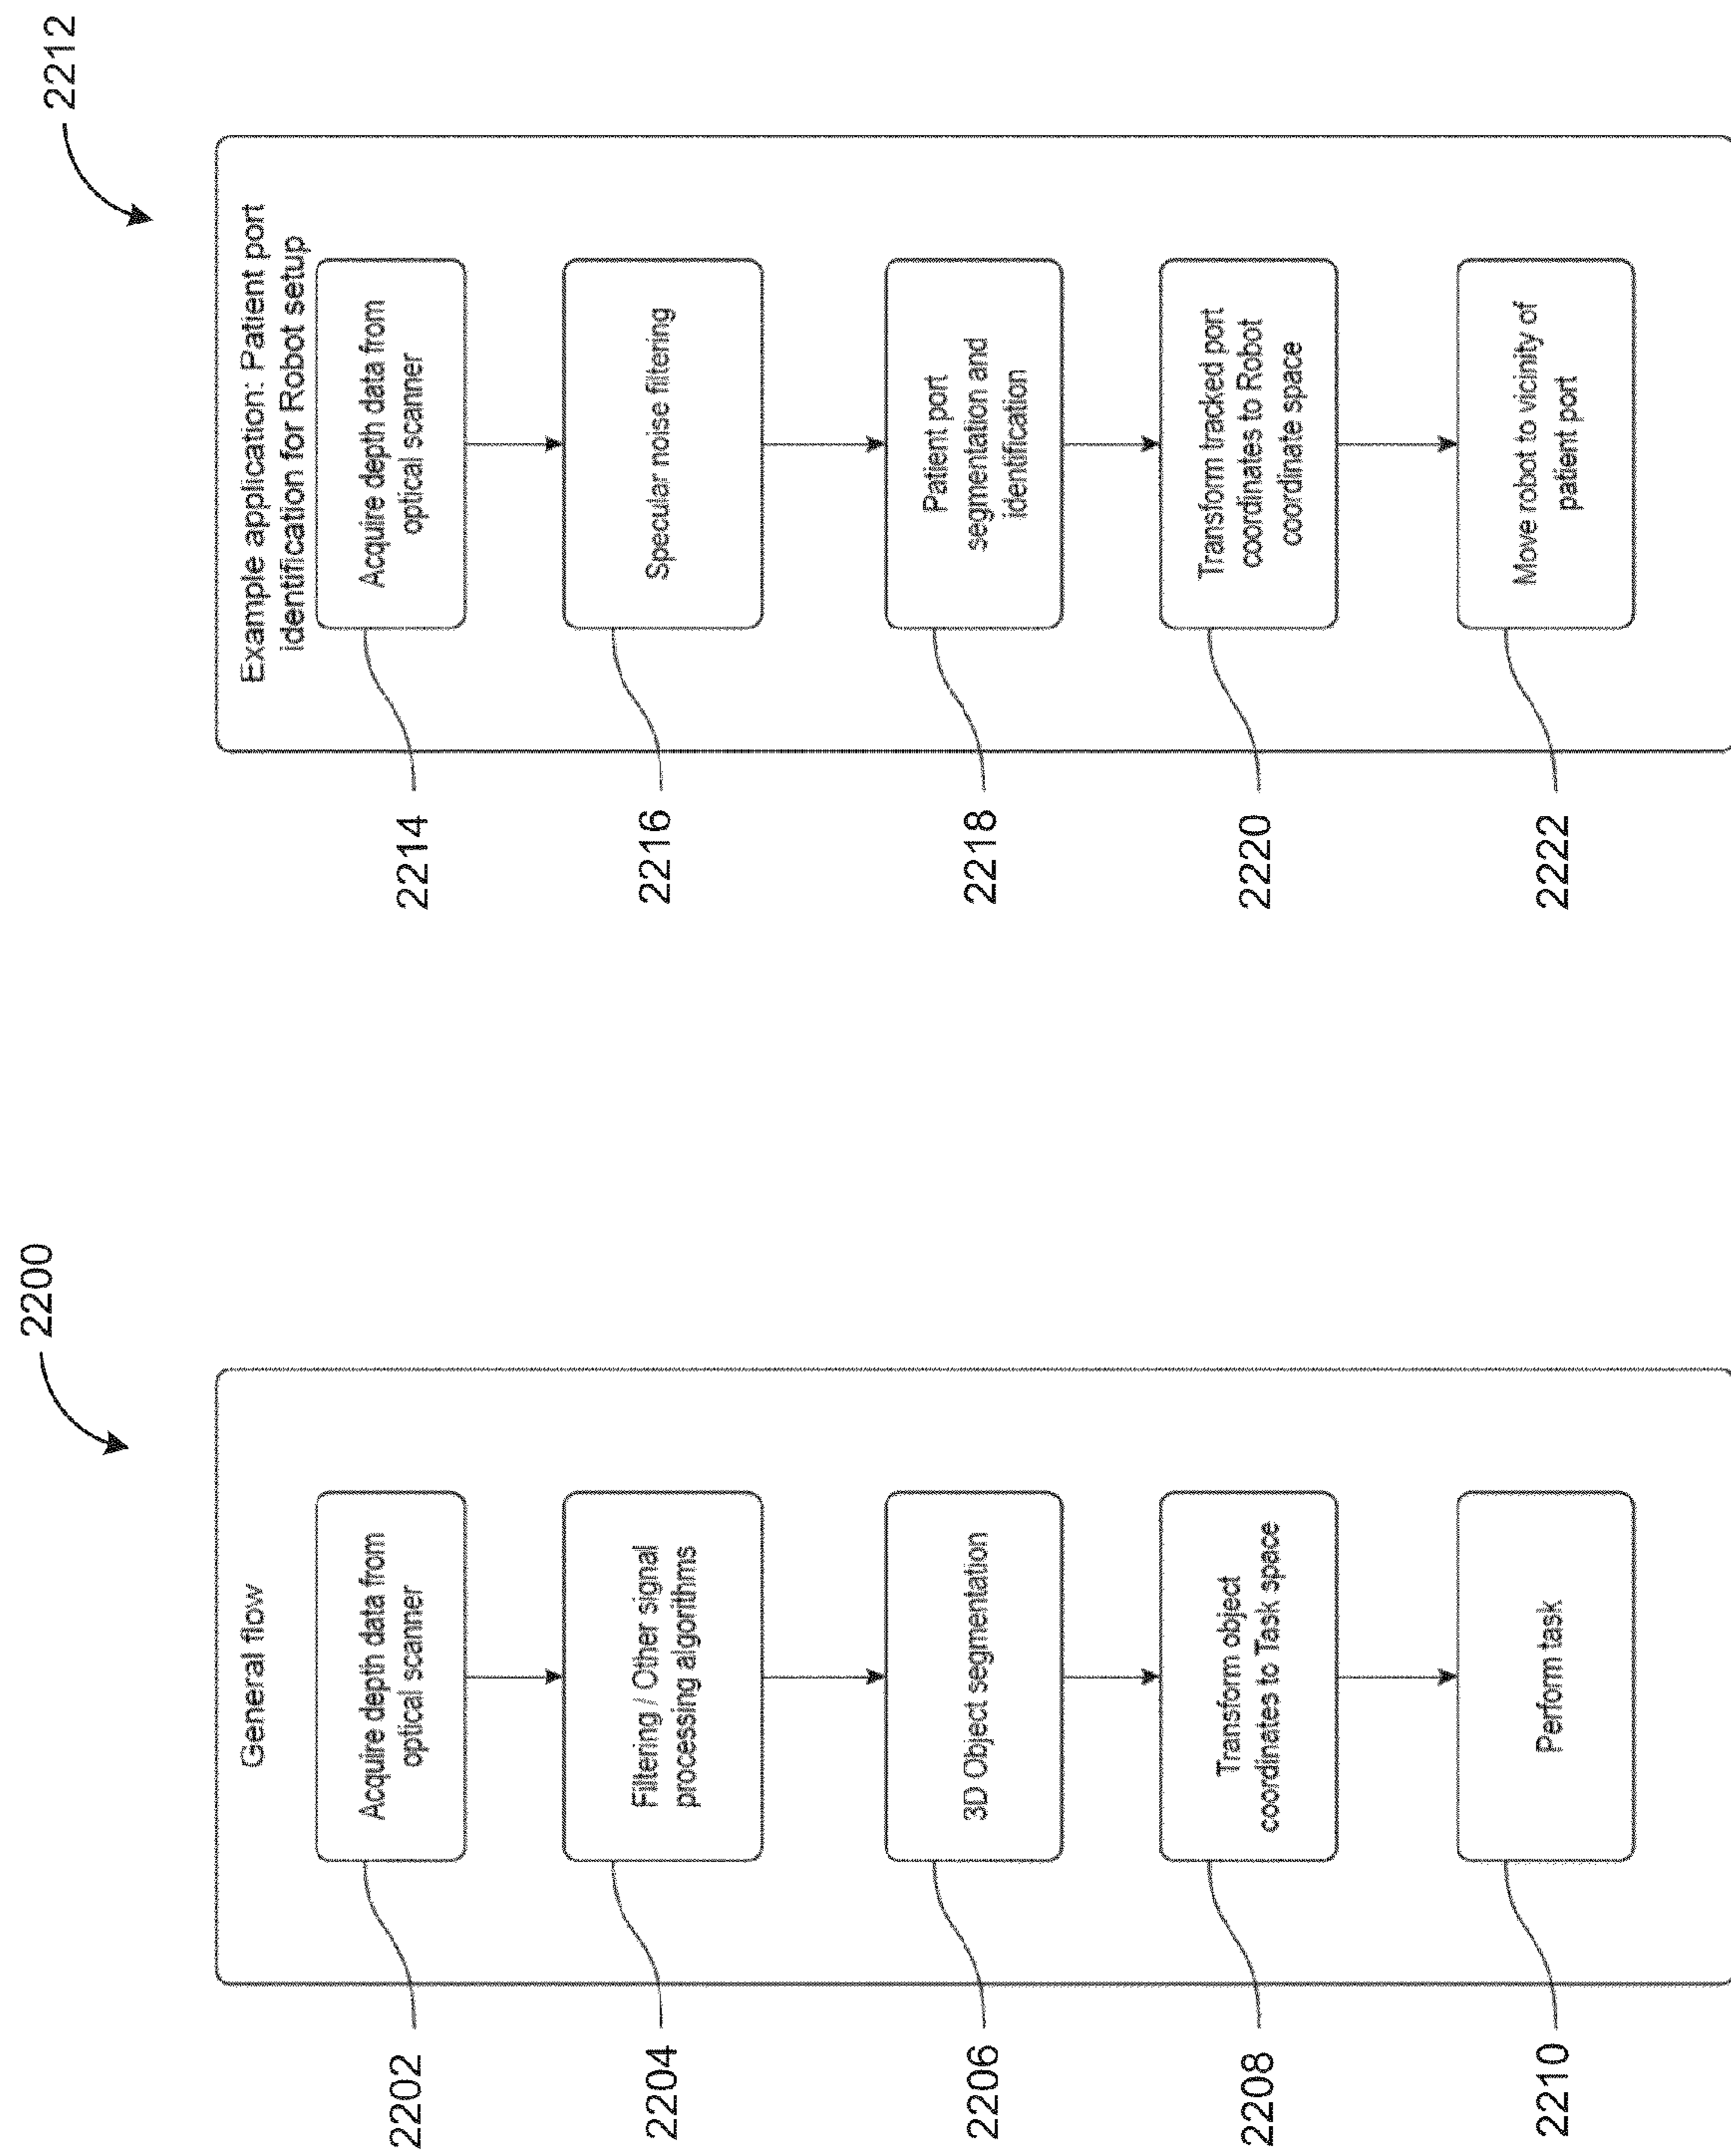 2200
General flow
2202
Acquire depth data from
optical scanner
2204
Filtering / Other signal
processing algorithms
2206
3D Object segmentation
2208
Transform object
coordinates to Task space
2210
Perform task
2212
Example application: Patient port
identification for Robot setup
2214
Acquire depth data from
optical scanner
2216
Specular noise filtering
2218
Patient port
segmentation and
identification
2220
Transform tracked port
coordinates to Robot
coordinate space
2222
Move robot to vicinity of
patient port